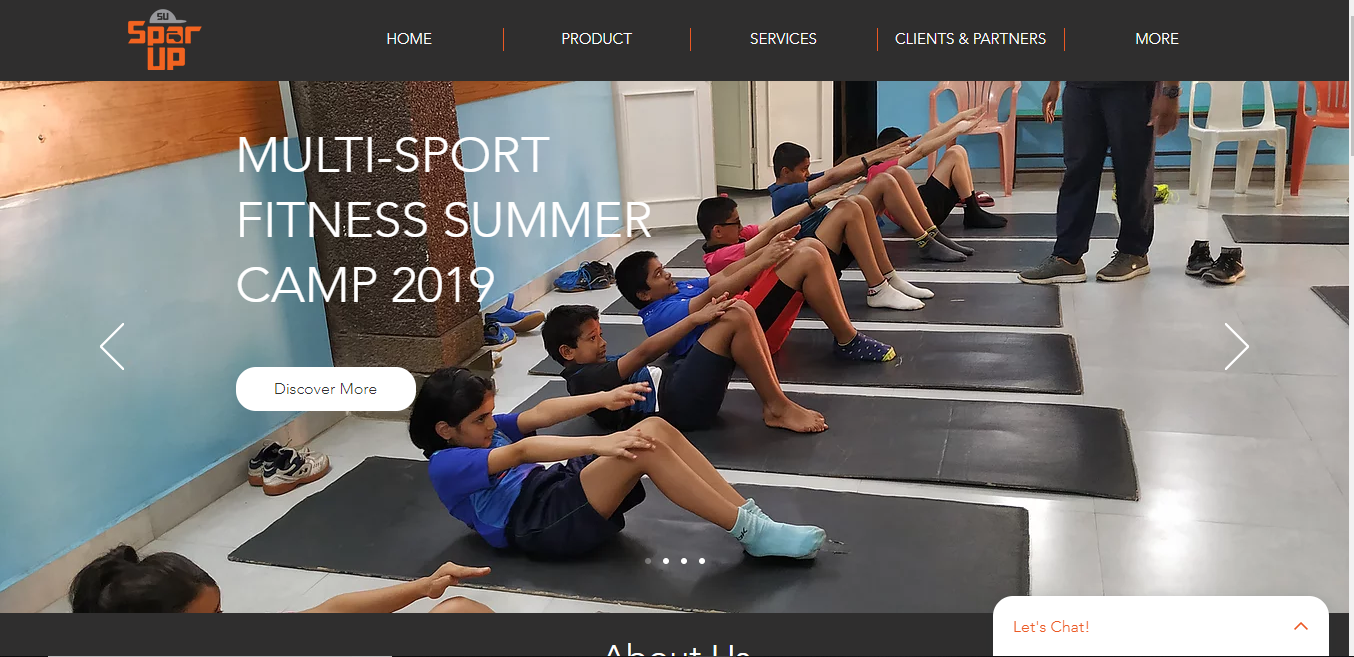 SU
Spar
UP
HOME
PRODUCT
SERVICES
CLIENTS & PARTNERS
MORE
MULTI-SPORT
FITNESS SUMMER
CAMP 2019
Discover More
Let's Chat!
About Us